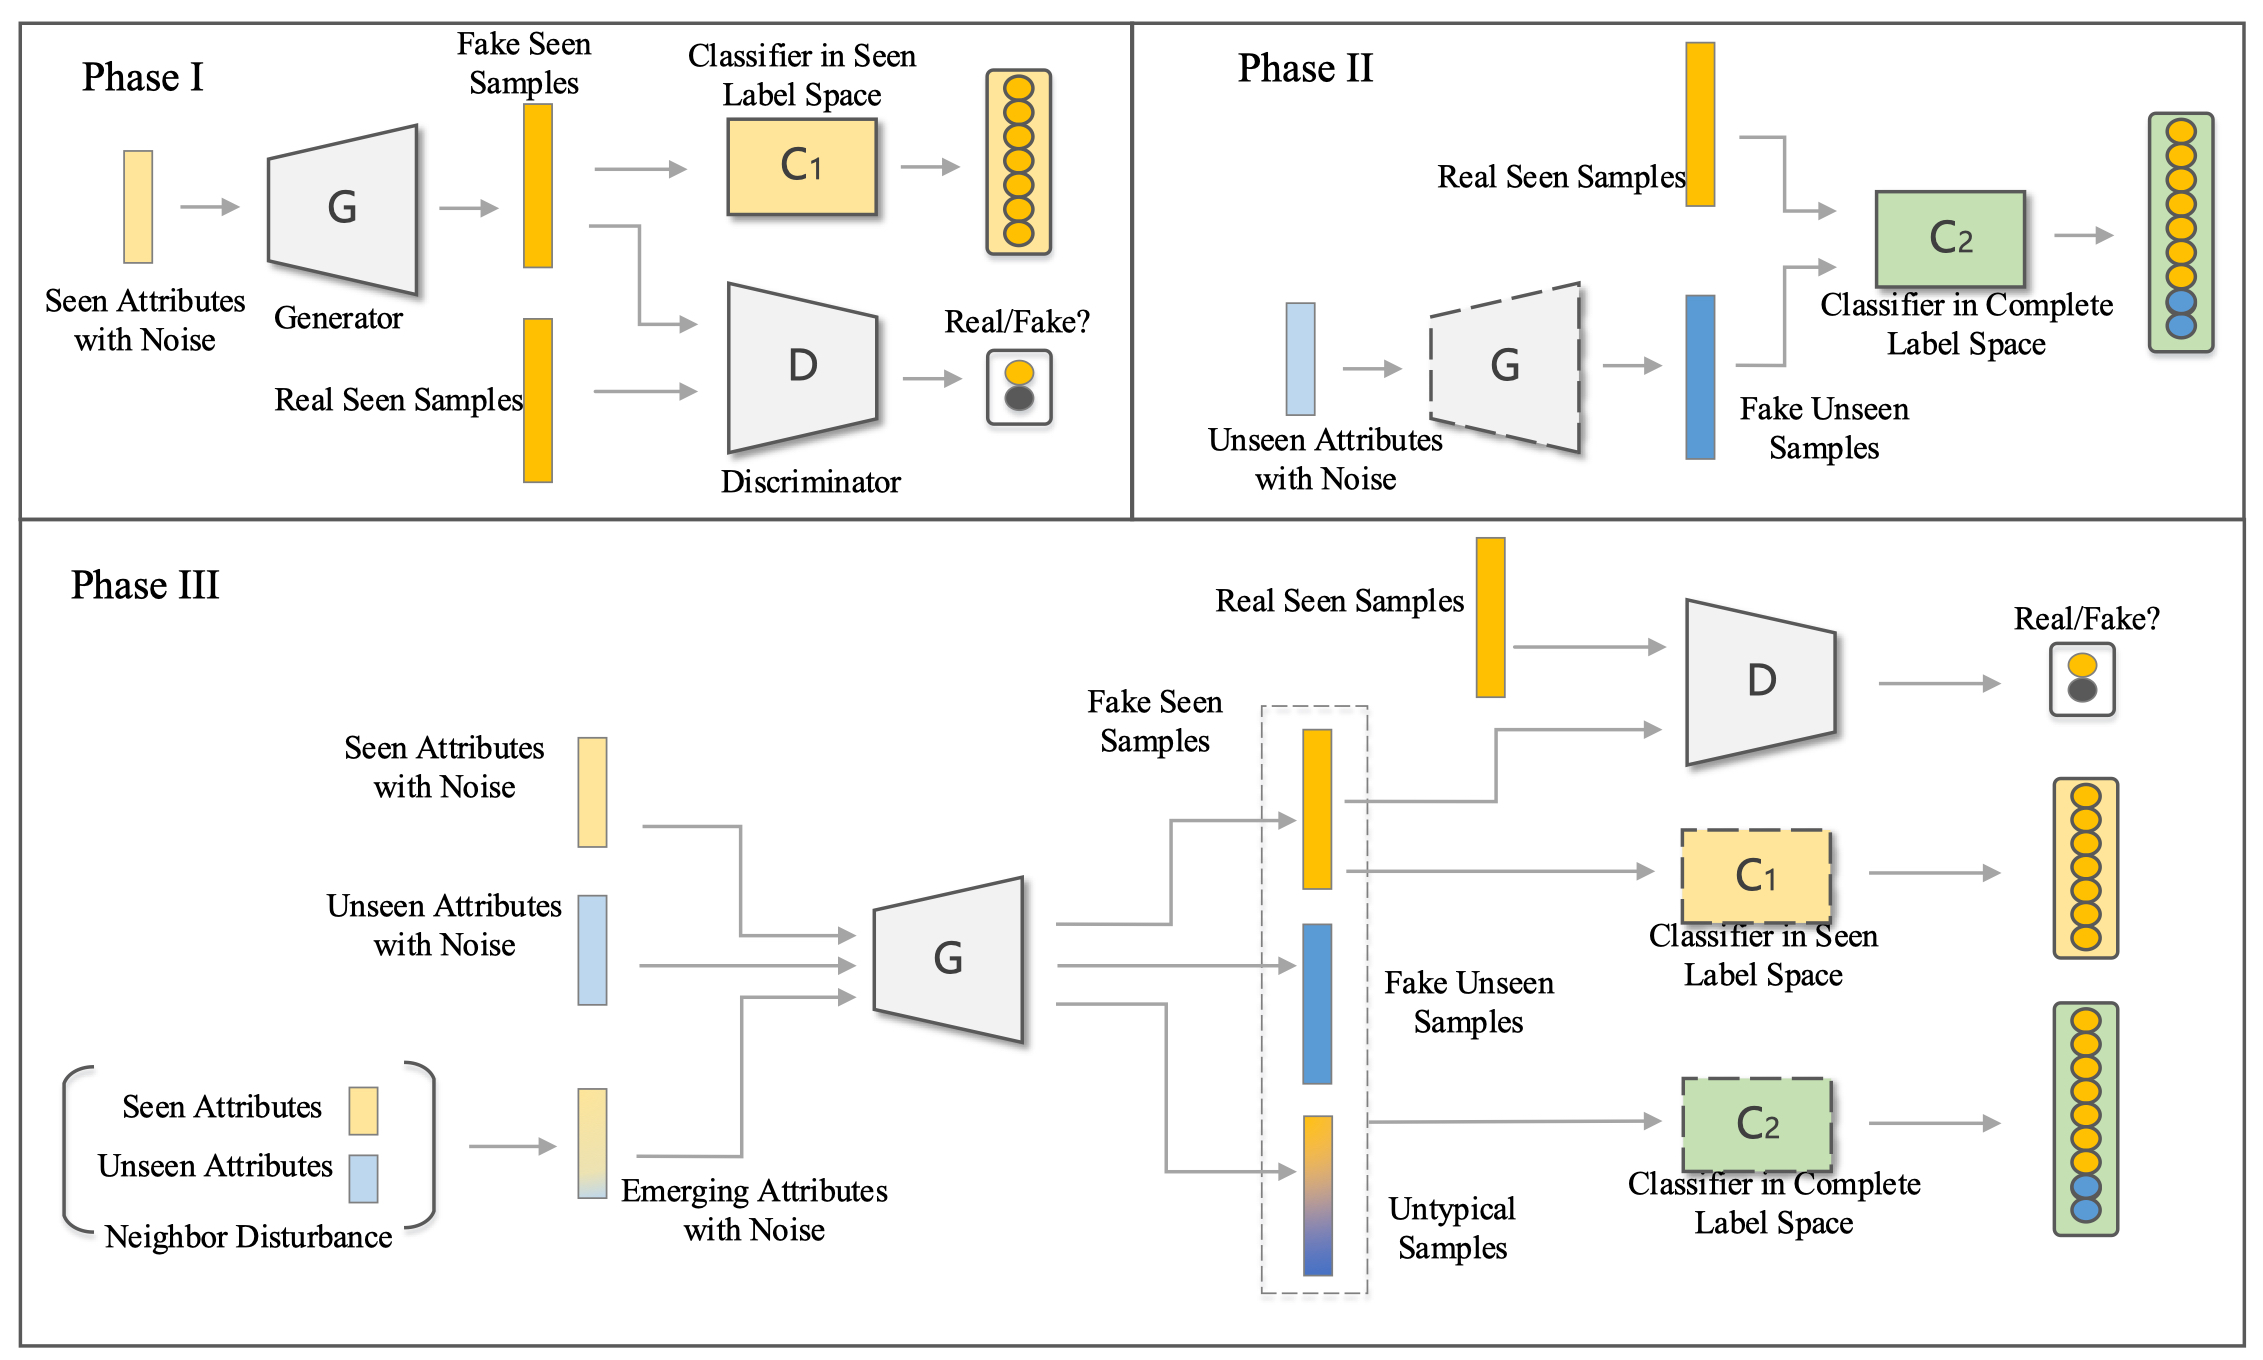 Phase I
Fake Seen
Samples
Classifier in Seen
Label Space
G
C1
Seen Attributes
with Noise
Generator
Real Seen Samples
D
Discriminator
Real/Fake?
Phase II
Real Seen Samples
C2
Classifier in Complete
Label Space
G
Unseen Attributes
with Noise
Fake Unseen
Samples
Phase III
Real Seen Samples
D
Real/Fake?
Fake Seen
Samples
Seen Attributes
with Noise
Unseen Attributes
with Noise
G
C1
Classifier in Seen
Label Space
Fake Unseen
Samples
Seen Attributes
Unseen Attributes
Neighbor Disturbance
Emerging Attributes
with Noise
C2
Classifier in Complete
Label Space
Untypical
Samples